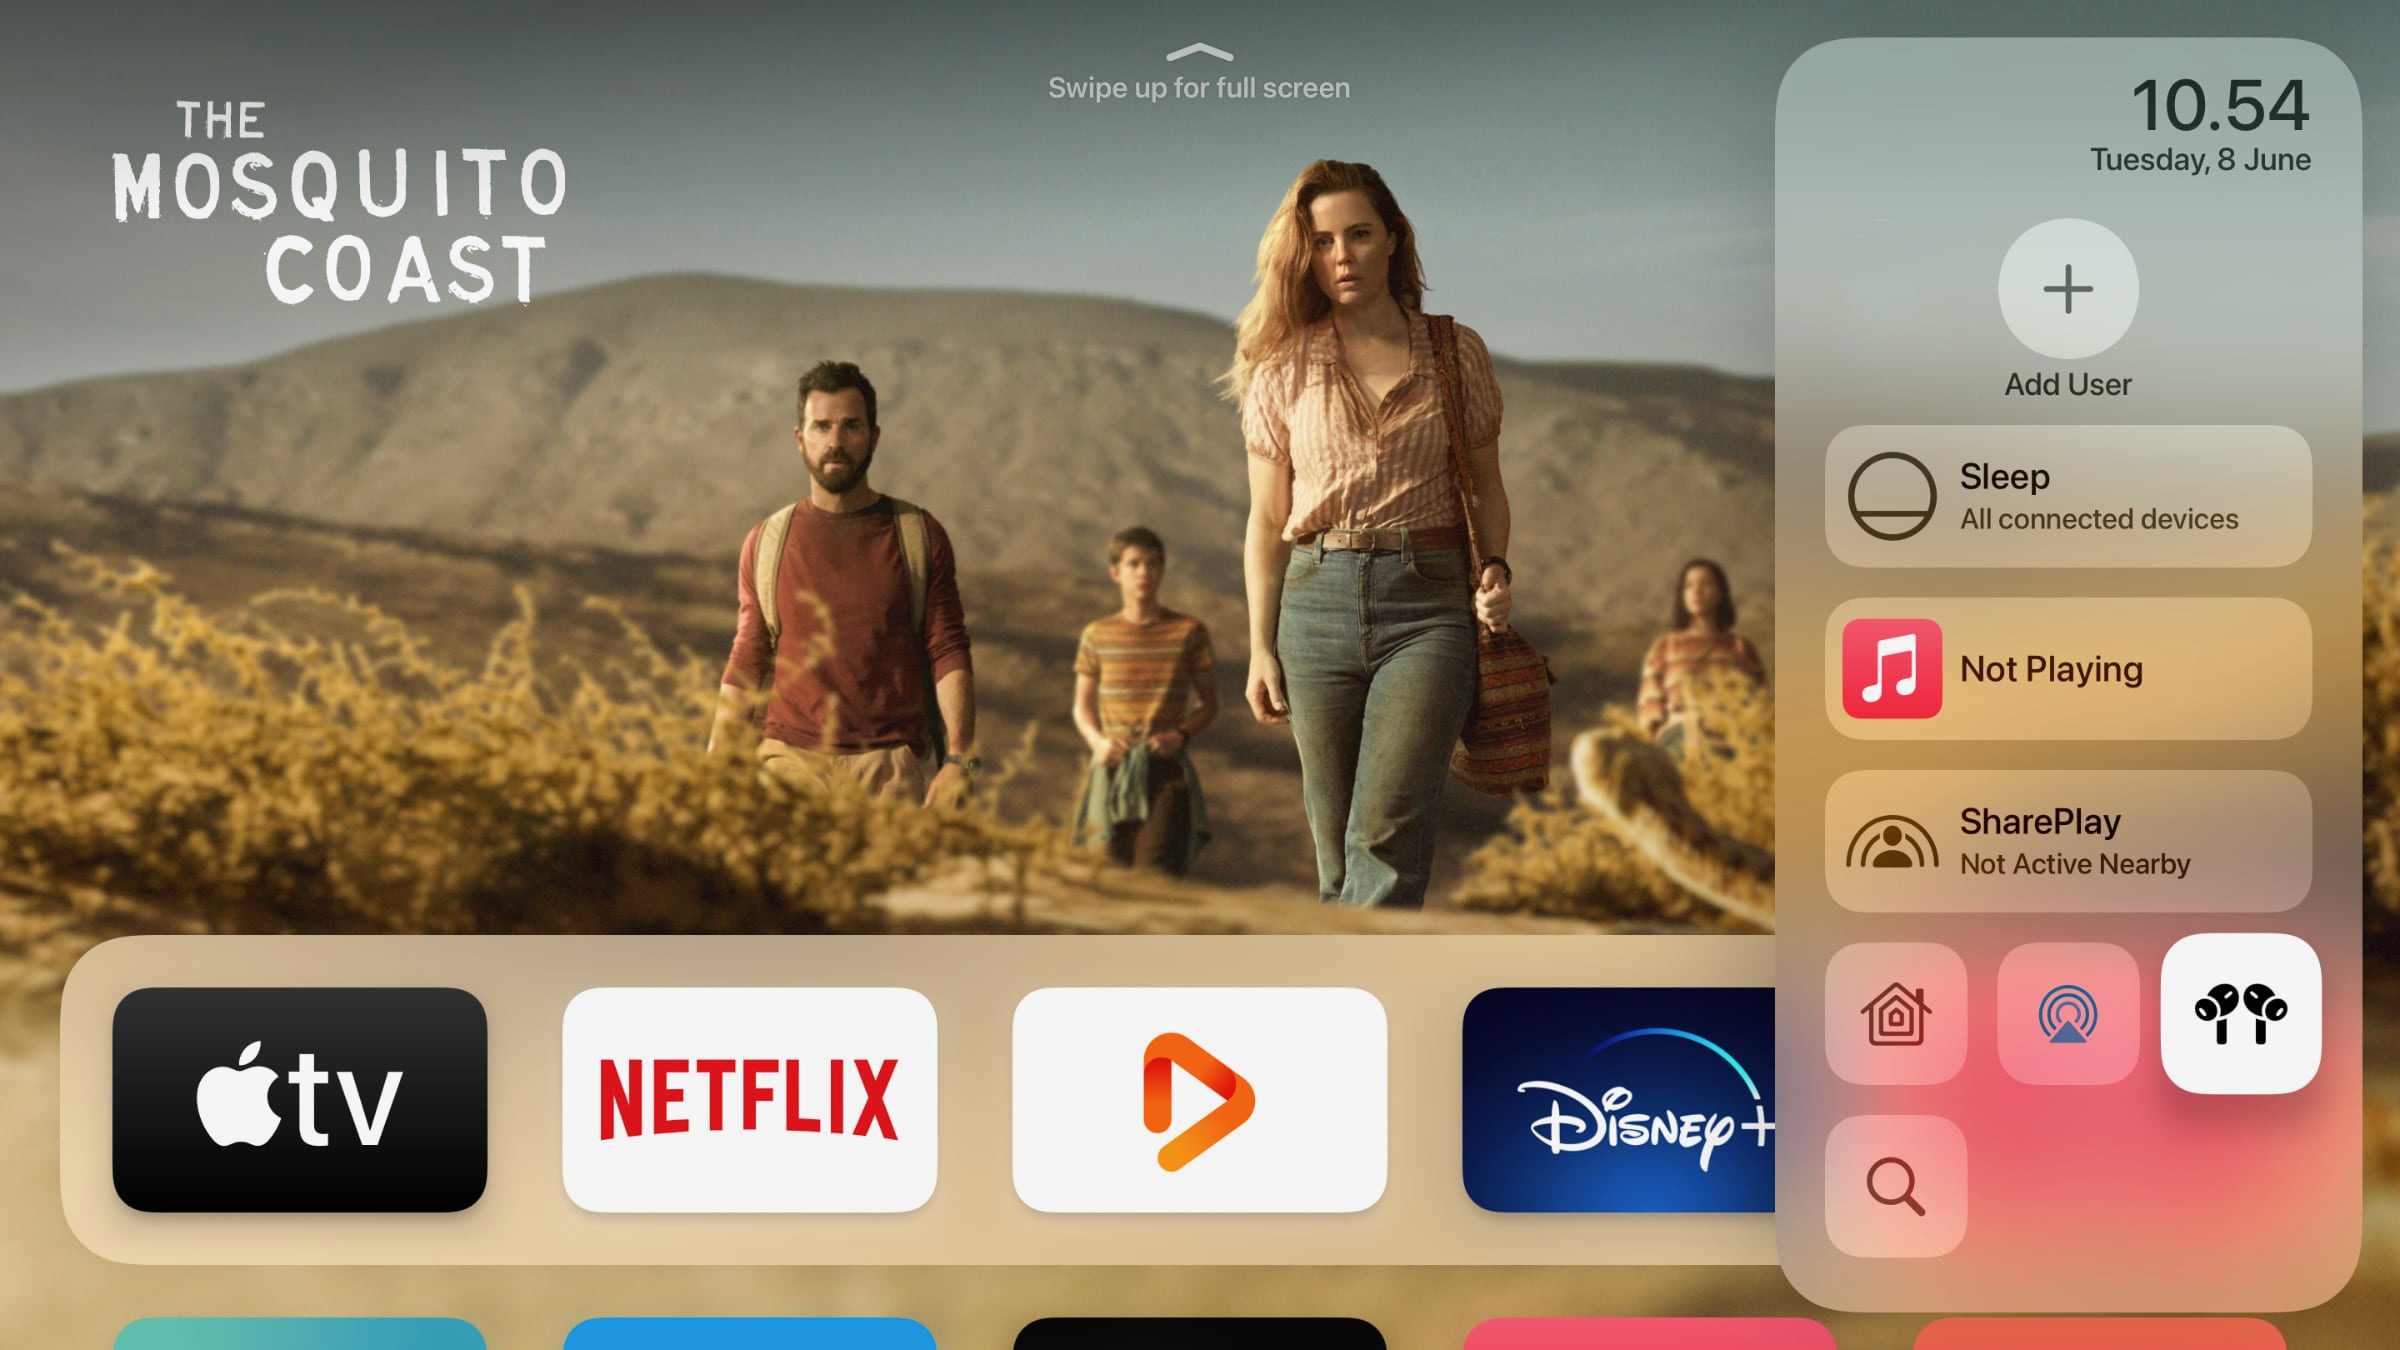 Swipe up for full screen
THE
MOSQUITO
COAST
10.54
Tuesday, 8 June
Add User
Sleep
All connected devices
Not Playing
SharePlay
Not Active Nearby
tv
NETFLIX
Disney+